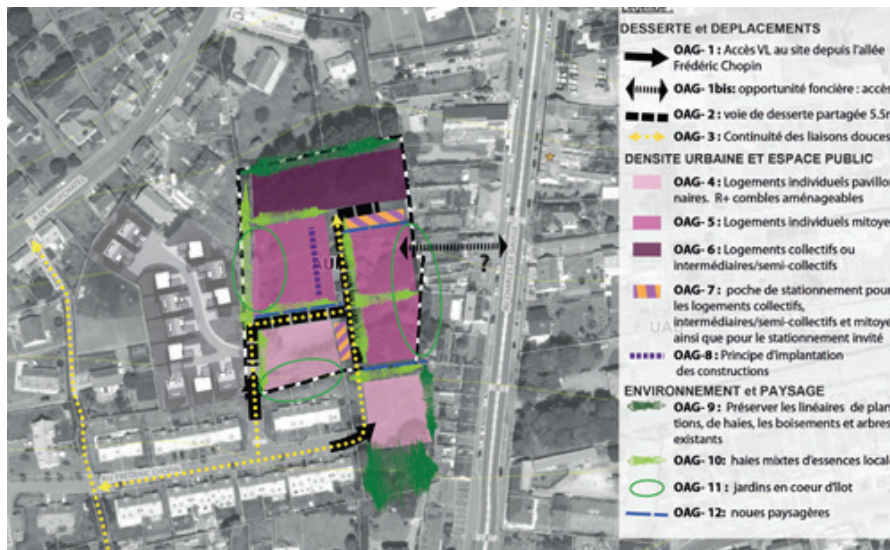 Légende :
DESSERTE et DEPLACEMENTS
OAG- 1 : Accès VL au site depuis l'allée
Frédéric Chopin
OAG- 1bis: opportunité foncière : accès
OAG- 2 : voie de desserte partagée 5.5m
OAG- 3 : Continuité des liaisons douces
DENSITE URBAINE ET ESPACE PUBLIC
OAG- 4 : Logements individuels pavillon
naires. R+ combles aménageables
OAG- 5 : Logements individuels mitoye
OAG- 6 : Logements collectifs ou
intermédiaires/semi-collectifs
OAG- 7 : poche de stationnement pour
les logements collectifs,
intermédiaires/semi-collectifs et mitoye
ainsi que pour le stationnement invité
OAG-8 : Principe d'implantation
des constructions
ENVIRONNEMENT et PAYSAGE
OAG- 9 : Préserver les linéaires de plan
tions, de haies, les boisements et arbres
existants
OAG- 10: haies mixtes d'essences locale
OAG- 11 : jardins en coeur d'îlot
OAG- 12: noues paysagères
?